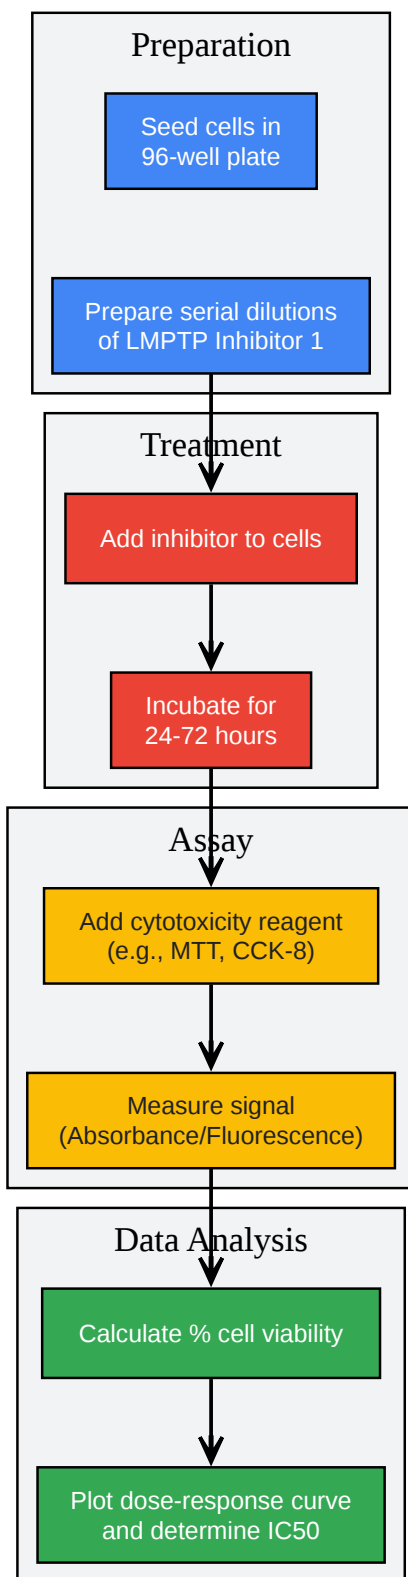 Preparation
Seed cells in
96-well plate
Prepare serial dilutions
of LMPTP Inhibitor 1
Treatment
Add inhibitor to cells
Incubate for
24-72 hours
Assay
Add cytotoxicity reagent
(e.g., MTT, CCK-8)
Measure signal
(Absorbance/Fluorescence)
Data Analysis
Calculate % cell viability
Plot dose-response curve
and determine IC50